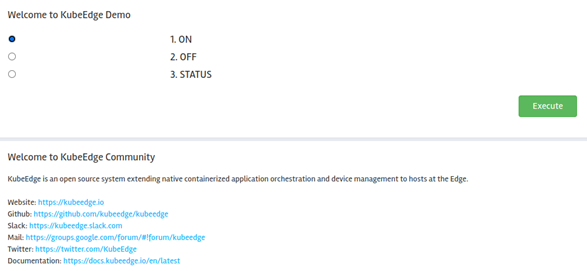 Welcome to KubeEdge Demo
1. ON
2. OFF
3. STATUS
Execute
Welcome to KubeEdge Community
KubeEdge is an open source system extending native containerized application orchestration and device management to hosts at the Edge.
Website: https://kubeedge.io
Github: https://github.com/kubeedge/kubeedge
Slack: https://kubeedge.slack.com
Mail: https://groups.google.com/forum/#!forum/kubeedge
Twitter: https://twitter.com/KubeEdge
Documentation: https://docs.kubeedge.io/en/latest